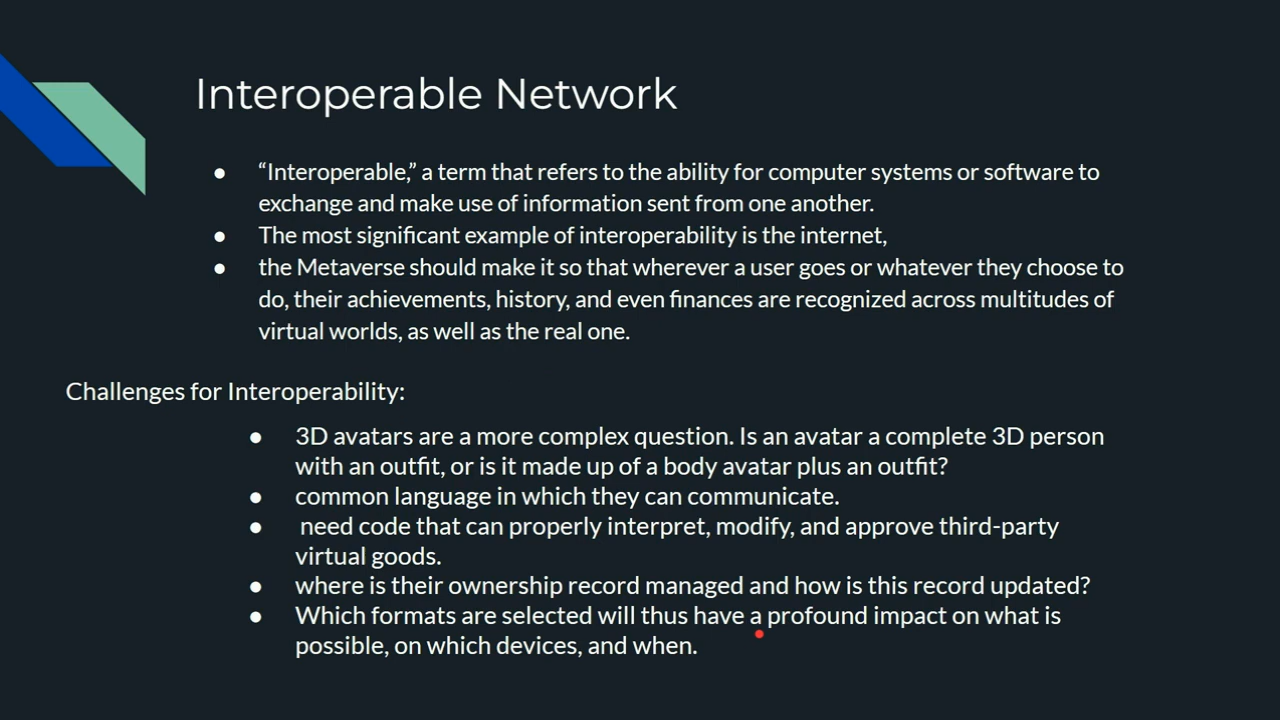 Interoperable Network
● “Interoperable,” a term that refers to the ability for computer systems or software to
exchange and make use of information sent from one another.
● The most significant example of interoperability is the internet,
● the Metaverse should make it so that wherever a user goes or whatever they choose to
do, their achievements, history, and even finances are recognized across multitudes of
virtual worlds, as well as the real one.
Challenges for Interoperability:
● 3D avatars are a more complex question. Is an avatar a complete 3D person
with an outfit, or is it made up of a body avatar plus an outfit?
● common language in which they can communicate.
● need code that can properly interpret, modify, and approve third-party
virtual goods.
● where is their ownership record managed and how is this record updated?
● Which formats are selected will thus have a profound impact on what is
possible, on which devices, and when.